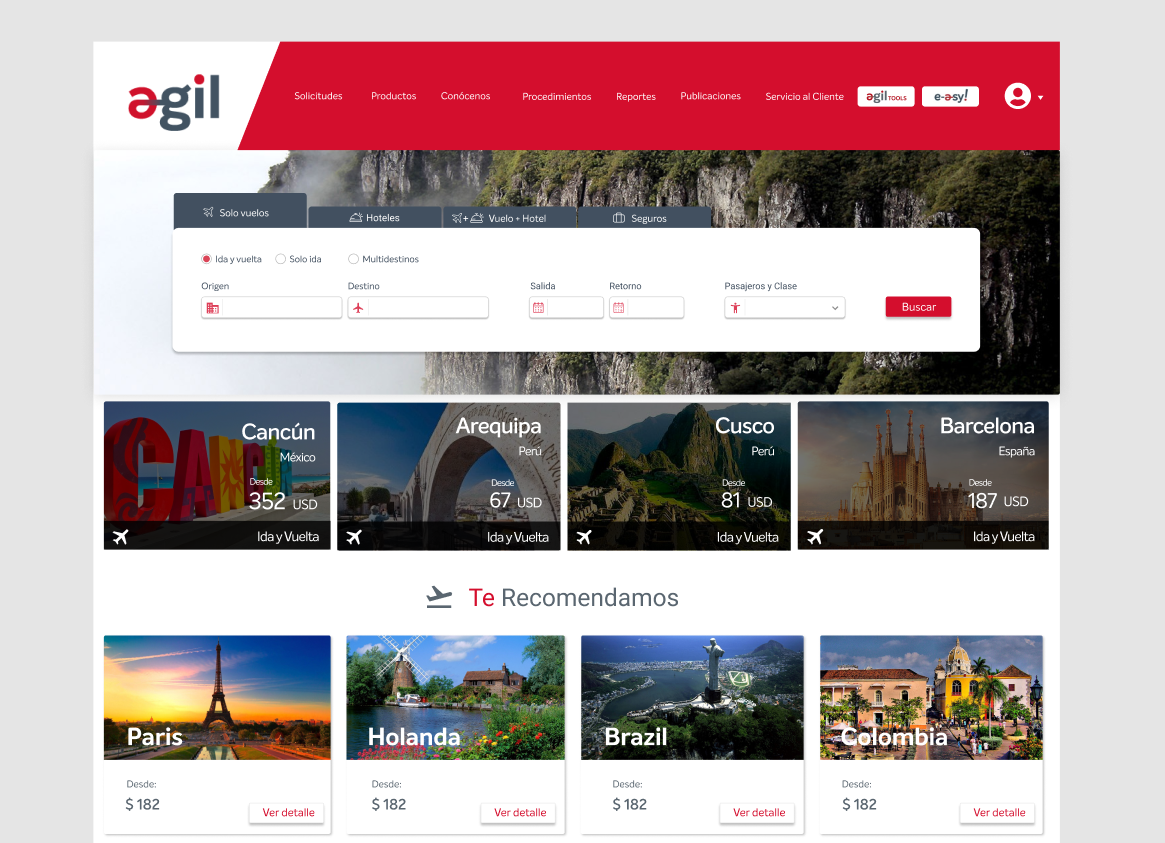 agil
Solicitudes
Productos
Conócenos
Procedimientos
Reportes
Publicaciones
Servicio al Cliente
agil TOOLS
e-asy!
Solo vuelos
Hoteles
+
Vuelo + Hotel
Seguros
Ida y vuelta
Solo ida
Multidestinos
Origen
Destino
Salida
Retorno
Pasajeros y Clase
Buscar
Cancún
México
Desde
352 USD
Ida y Vuelta
Arequipa
Perú
Desde
67 USD
Ida y Vuelta
Cusco
Perú
Desde
81 USD
Ida y Vuelta
Barcelona
España
Desde
187 USD
Ida y Vuelta
Te Recomendamos
Paris
Desde:
$ 182
Ver detalle
Holanda
Desde:
$ 182
Ver detalle
Brazil
Desde:
$ 182
Ver detalle
Colombia
Desde:
$ 182
Ver detalle